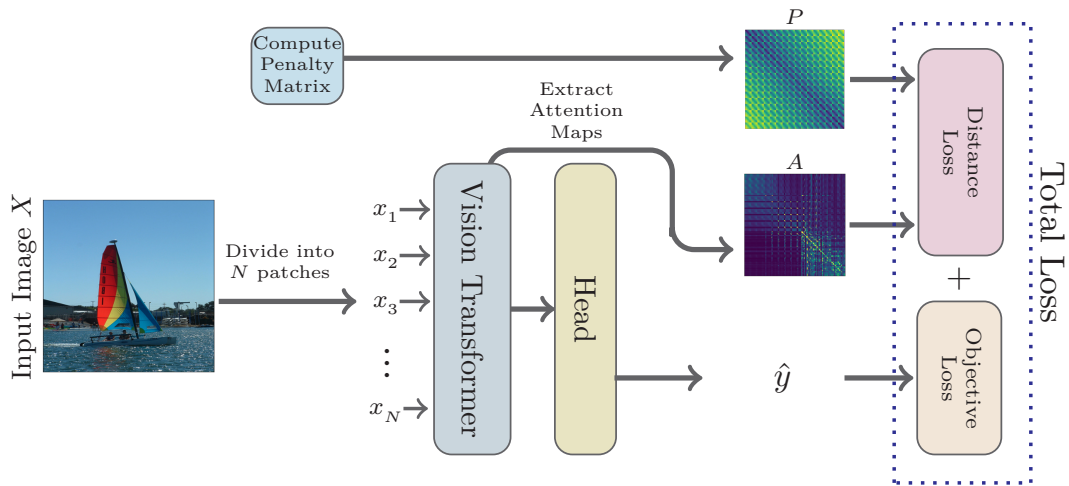 Compute
Penalty
Matrix
P
Extract
Attention
Maps
A
Input Image X
Divide into
N patches
x₁
x₂
x₃
⋮
x_N
Vision Transformer
Head
ŷ
Distance
Loss
+
Objective
Loss
Total Loss